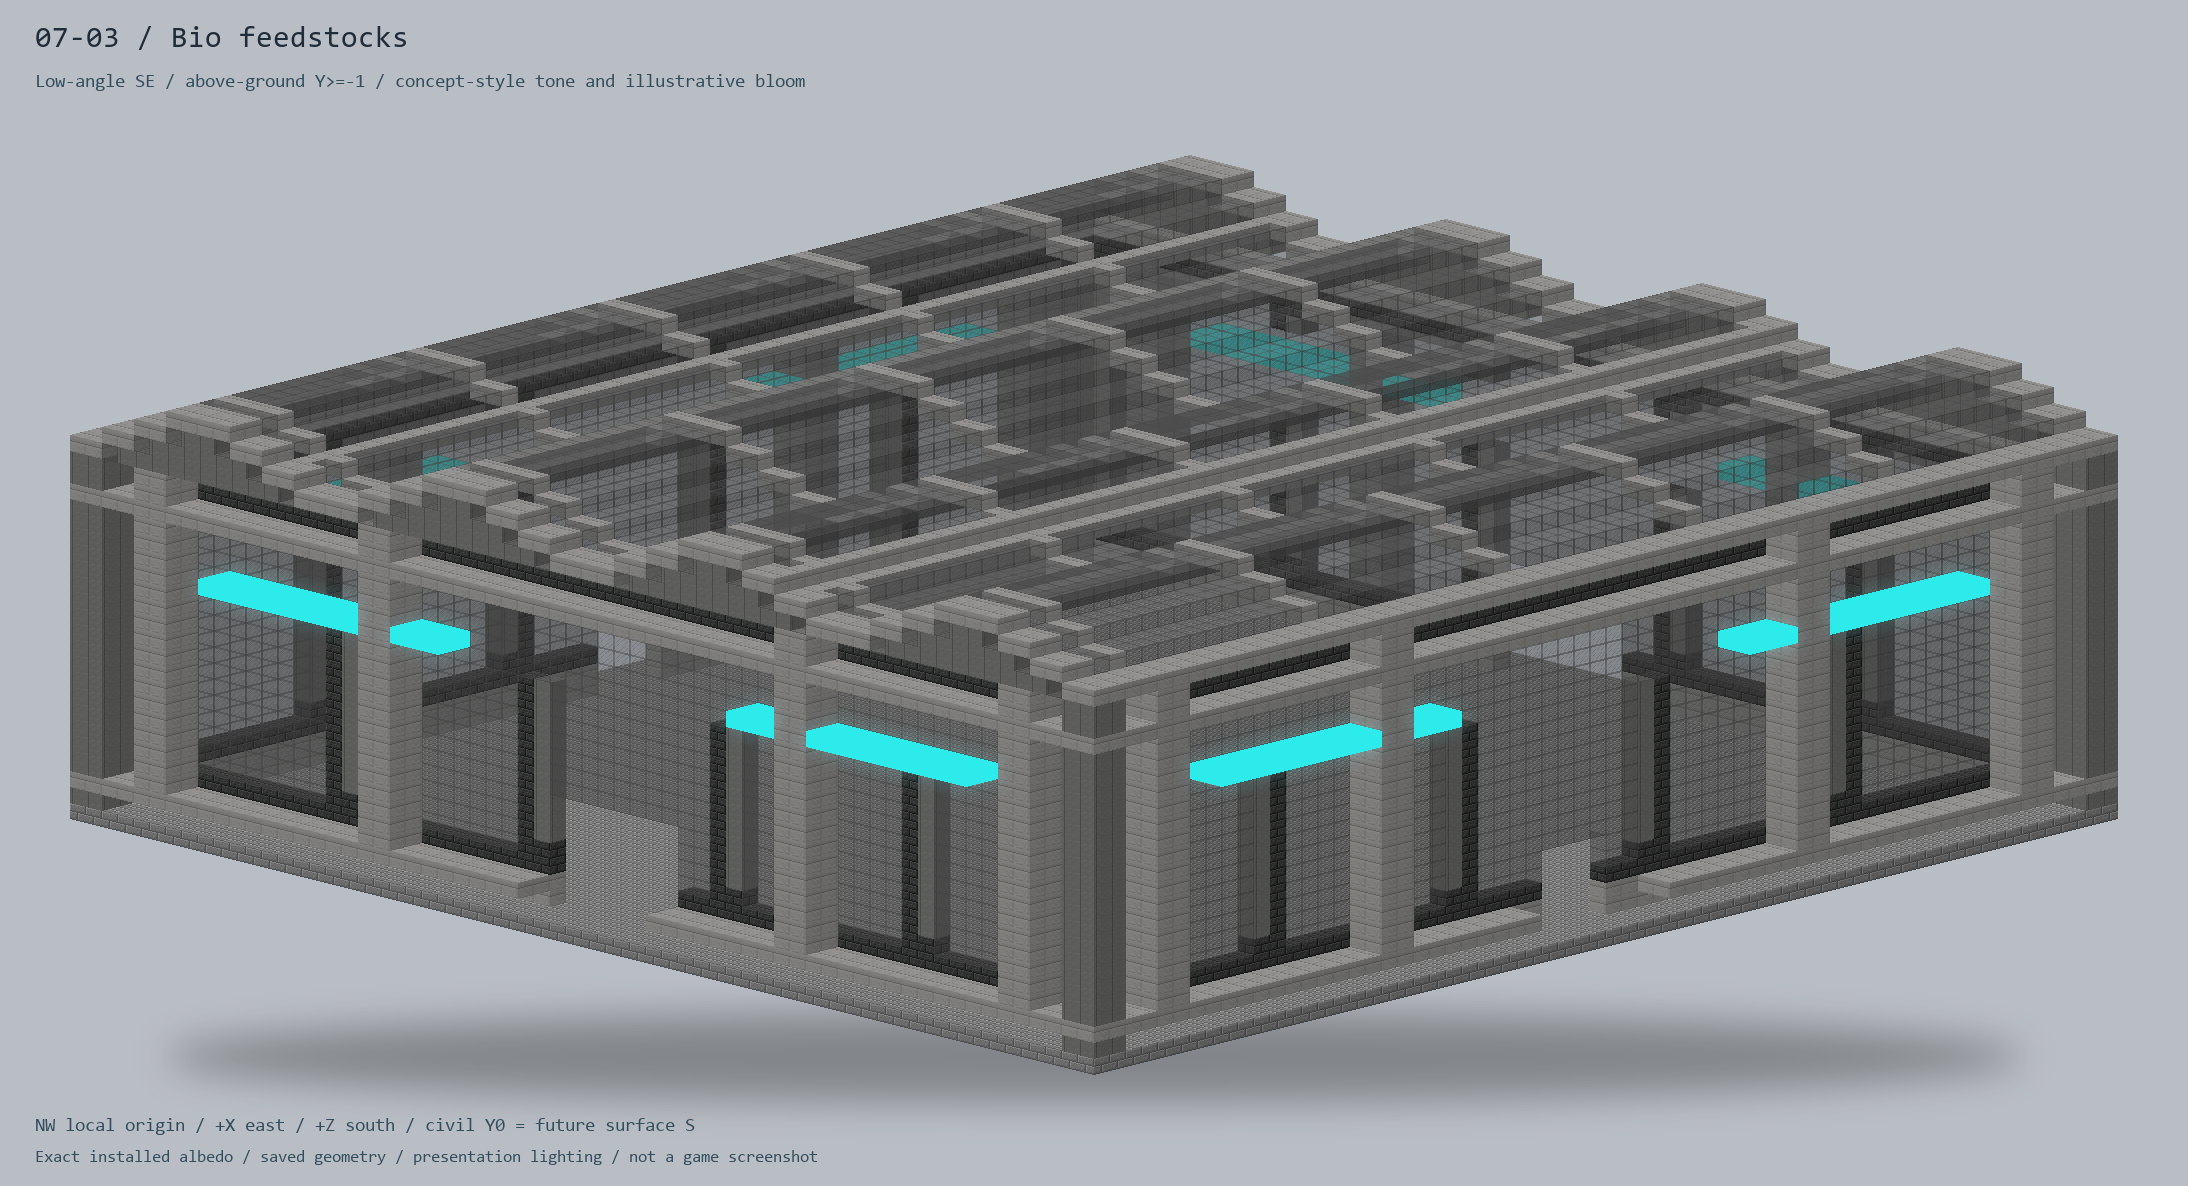 07-03 / Bio feedstocks
Low-angle SE / above-ground Y>=-1 / concept-style tone and illustrative bloom
NW local origin / +X east / +Z south / civil Y0 = future surface S
Exact installed albedo / saved geometry / presentation lighting / not a game screenshot